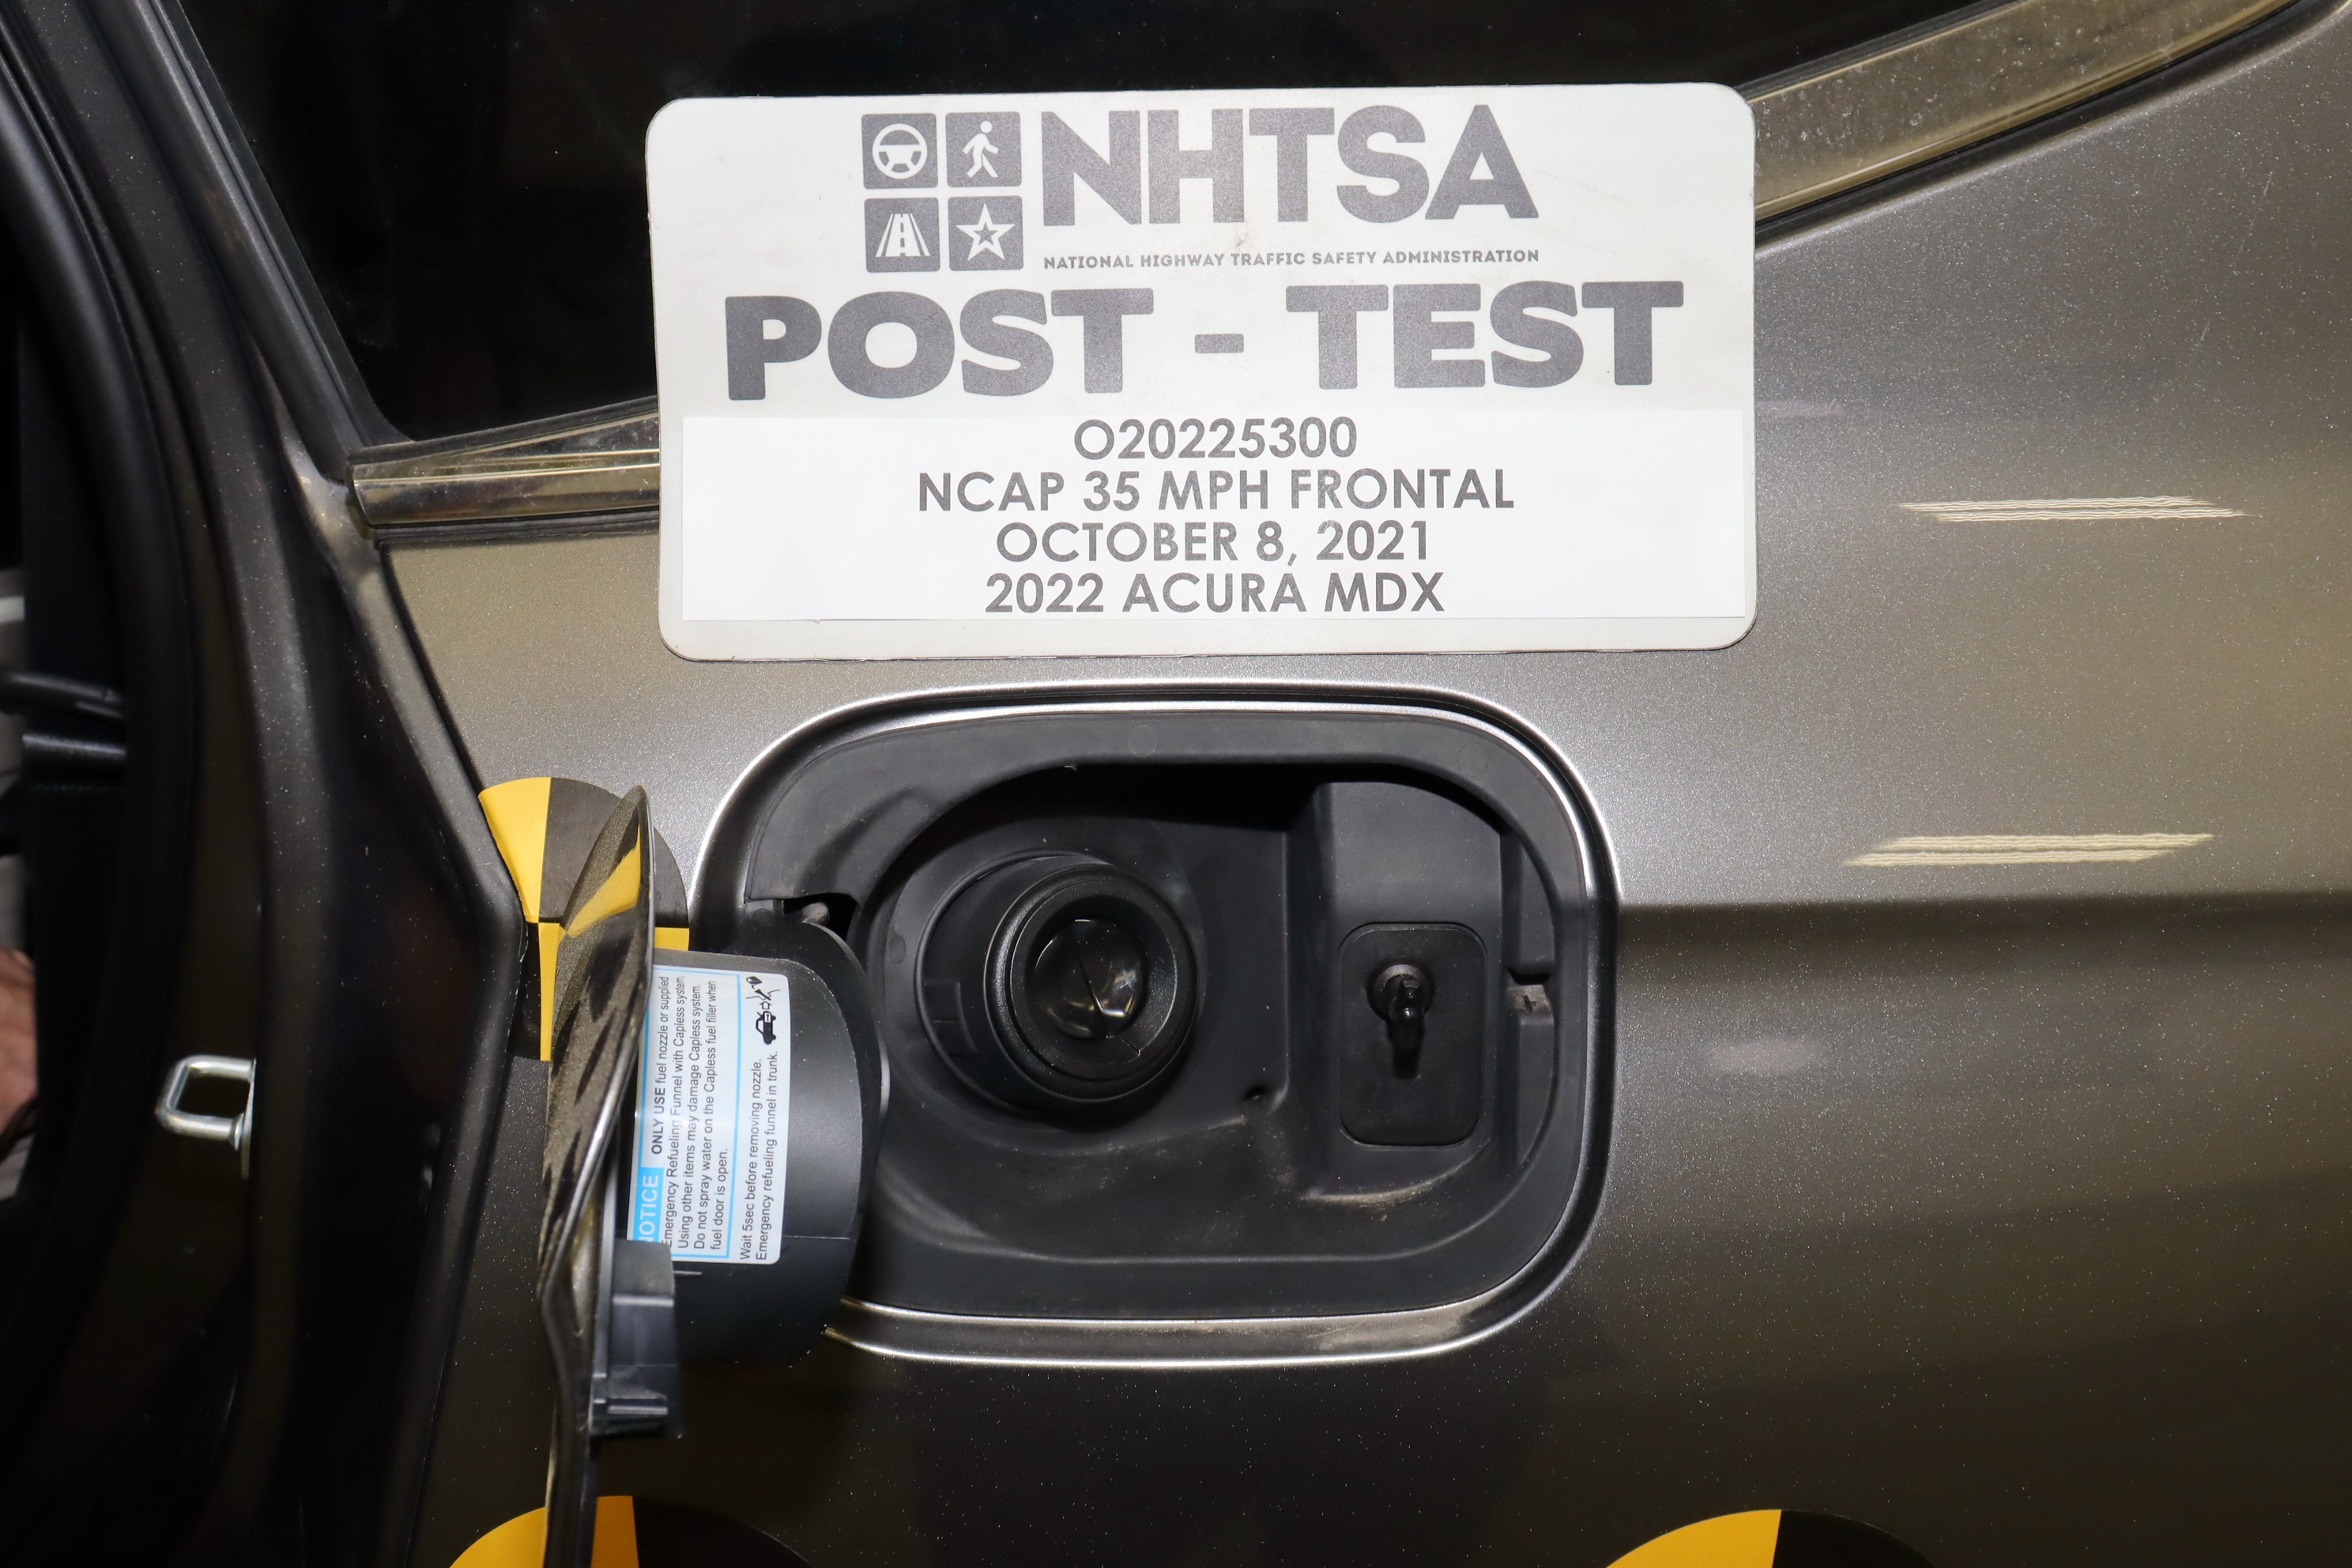 NHTSA
NATIONAL HIGHWAY TRAFFIC SAFETY ADMINISTRATION
POST - TEST
O20225300
NCAP 35 MPH FRONTAL
OCTOBER 8, 2021
2022 ACURA MDX
NOTICE ONLY USE fuel nozzle or supplied
Emergency Refueling Funnel with Capless system.
Using other items may damage Capless system.
Do not spray water on the Capless fuel filler when
fuel door is open.
Wait 5sec before removing nozzle.
Emergency refueling funnel in trunk.